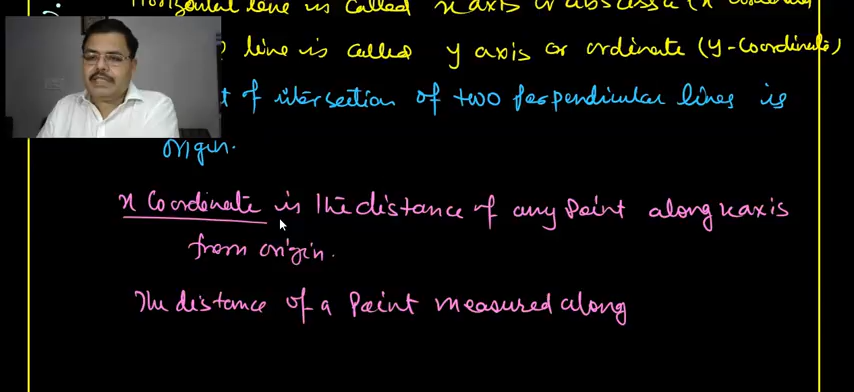 Horizontal line is called x axis or abscissa (x coordinate
line is called y axis or ordinate (y-coordinate)
of intersection of two perpendicular lines is
origin.
x Coordinate is the distance of any Point along x axis
from origin.
The distance of a Point measured along